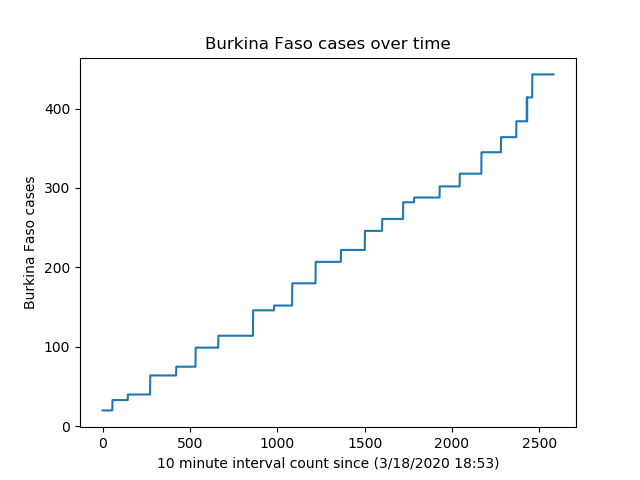 Burkina Faso cases over time
Burkina Faso cases
400
300
200
100
0
0 500 1000 1500 2000 2500
10 minute interval count since (3/18/2020 18:53)